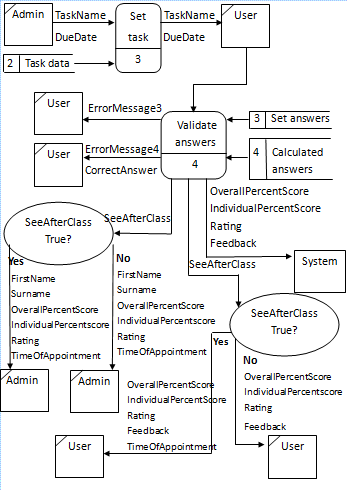 Admin
TaskName
DueDate
Set
task
3
TaskName
DueDate
User
2 Task data
User
ErrorMessage3
Validate
answers
4
3 Set answers
User
ErrorMessage4
CorrectAnswer
4 Calculated
answers
OverallPercentScore
IndividualPercentScore
Rating
Feedback
SeeAfterClass
SeeAfterClass
True?
SeeAfterClass
System
Yes
FirstName
Surname
OverallPercentScore
IndividualPercentscore
Rating
TimeOfAppointment
No
FirstName
Surname
OverallPercentScore
IndividualPercentscore
Rating
TimeOfAppointment
SeeAfterClass
True?
Yes
No
OverallPercentScore
IndividualPercentscore
Rating
Feedback
Admin
Admin
OverallPercentScore
IndividualPercentScore
Rating
Feedback
TimeOfAppointment
User
User